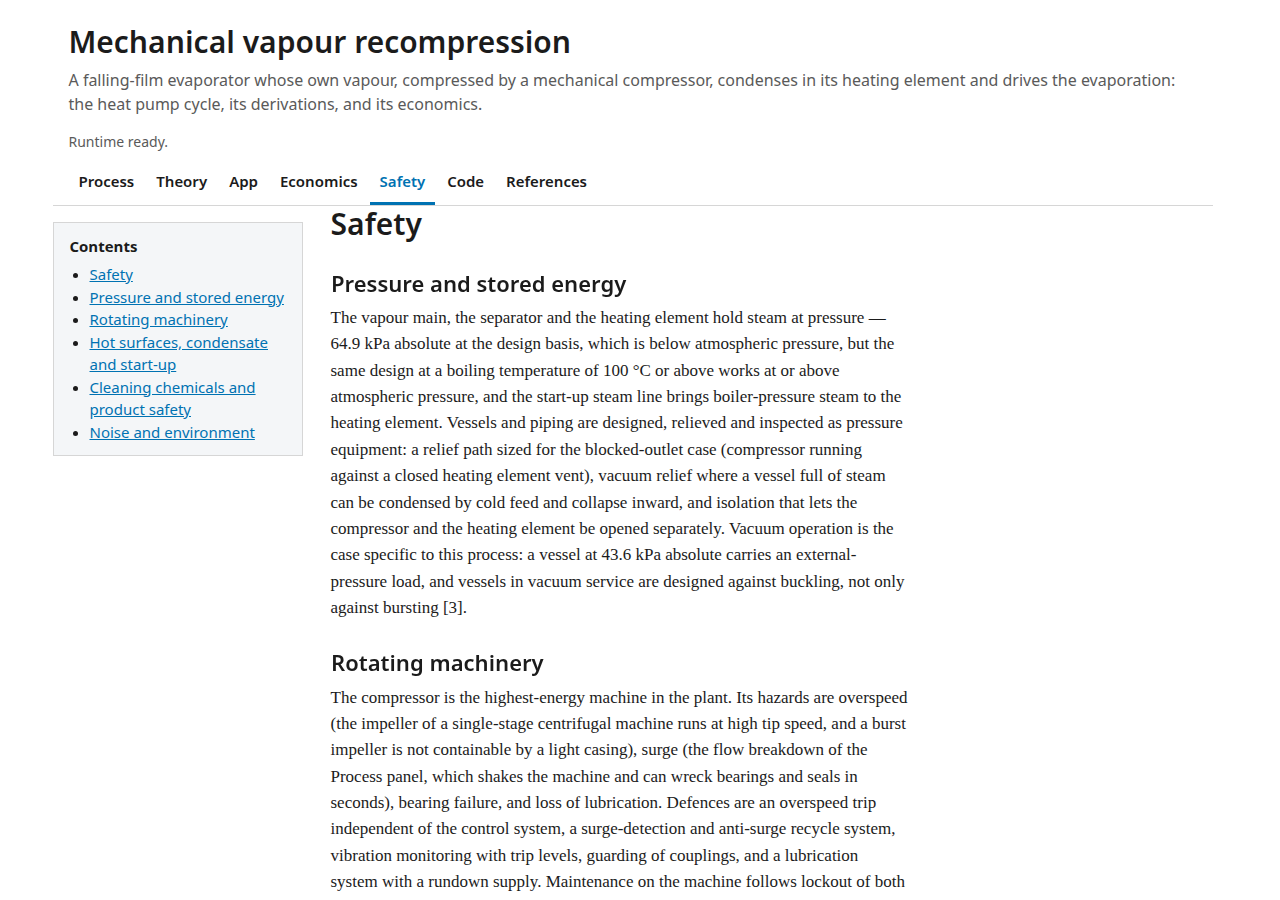 Mechanical vapour recompression
A falling-film evaporator whose own vapour, compressed by a mechanical compressor, condenses in its heating element and drives the evaporation:
the heat pump cycle, its derivations, and its economics.
Runtime ready.
Process Theory App Economics Safety Code References
Contents
Safety
Pressure and stored energy
Rotating machinery
Hot surfaces, condensate
and start-up
Cleaning chemicals and
product safety
Noise and environment
Safety
Pressure and stored energy
The vapour main, the separator and the heating element hold steam at pressure —
64.9 kPa absolute at the design basis, which is below atmospheric pressure, but the
same design at a boiling temperature of 100 °C or above works at or above
atmospheric pressure, and the start-up steam line brings boiler-pressure steam to the
heating element. Vessels and piping are designed, relieved and inspected as pressure
equipment: a relief path sized for the blocked-outlet case (compressor running
against a closed heating element vent), vacuum relief where a vessel full of steam
can be condensed by cold feed and collapse inward, and isolation that lets the
compressor and the heating element be opened separately. Vacuum operation is the
case specific to this process: a vessel at 43.6 kPa absolute carries an external-
pressure load, and vessels in vacuum service are designed against buckling, not only
against bursting [3].
Rotating machinery
The compressor is the highest-energy machine in the plant. Its hazards are overspeed
(the impeller of a single-stage centrifugal machine runs at high tip speed, and a burst
impeller is not containable by a light casing), surge (the flow breakdown of the
Process panel, which shakes the machine and can wreck bearings and seals in
seconds), bearing failure, and loss of lubrication. Defences are an overspeed trip
independent of the control system, a surge-detection and anti-surge recycle system,
vibration monitoring with trip levels, guarding of couplings, and a lubrication
system with a rundown supply. Maintenance on the machine follows lockout of both